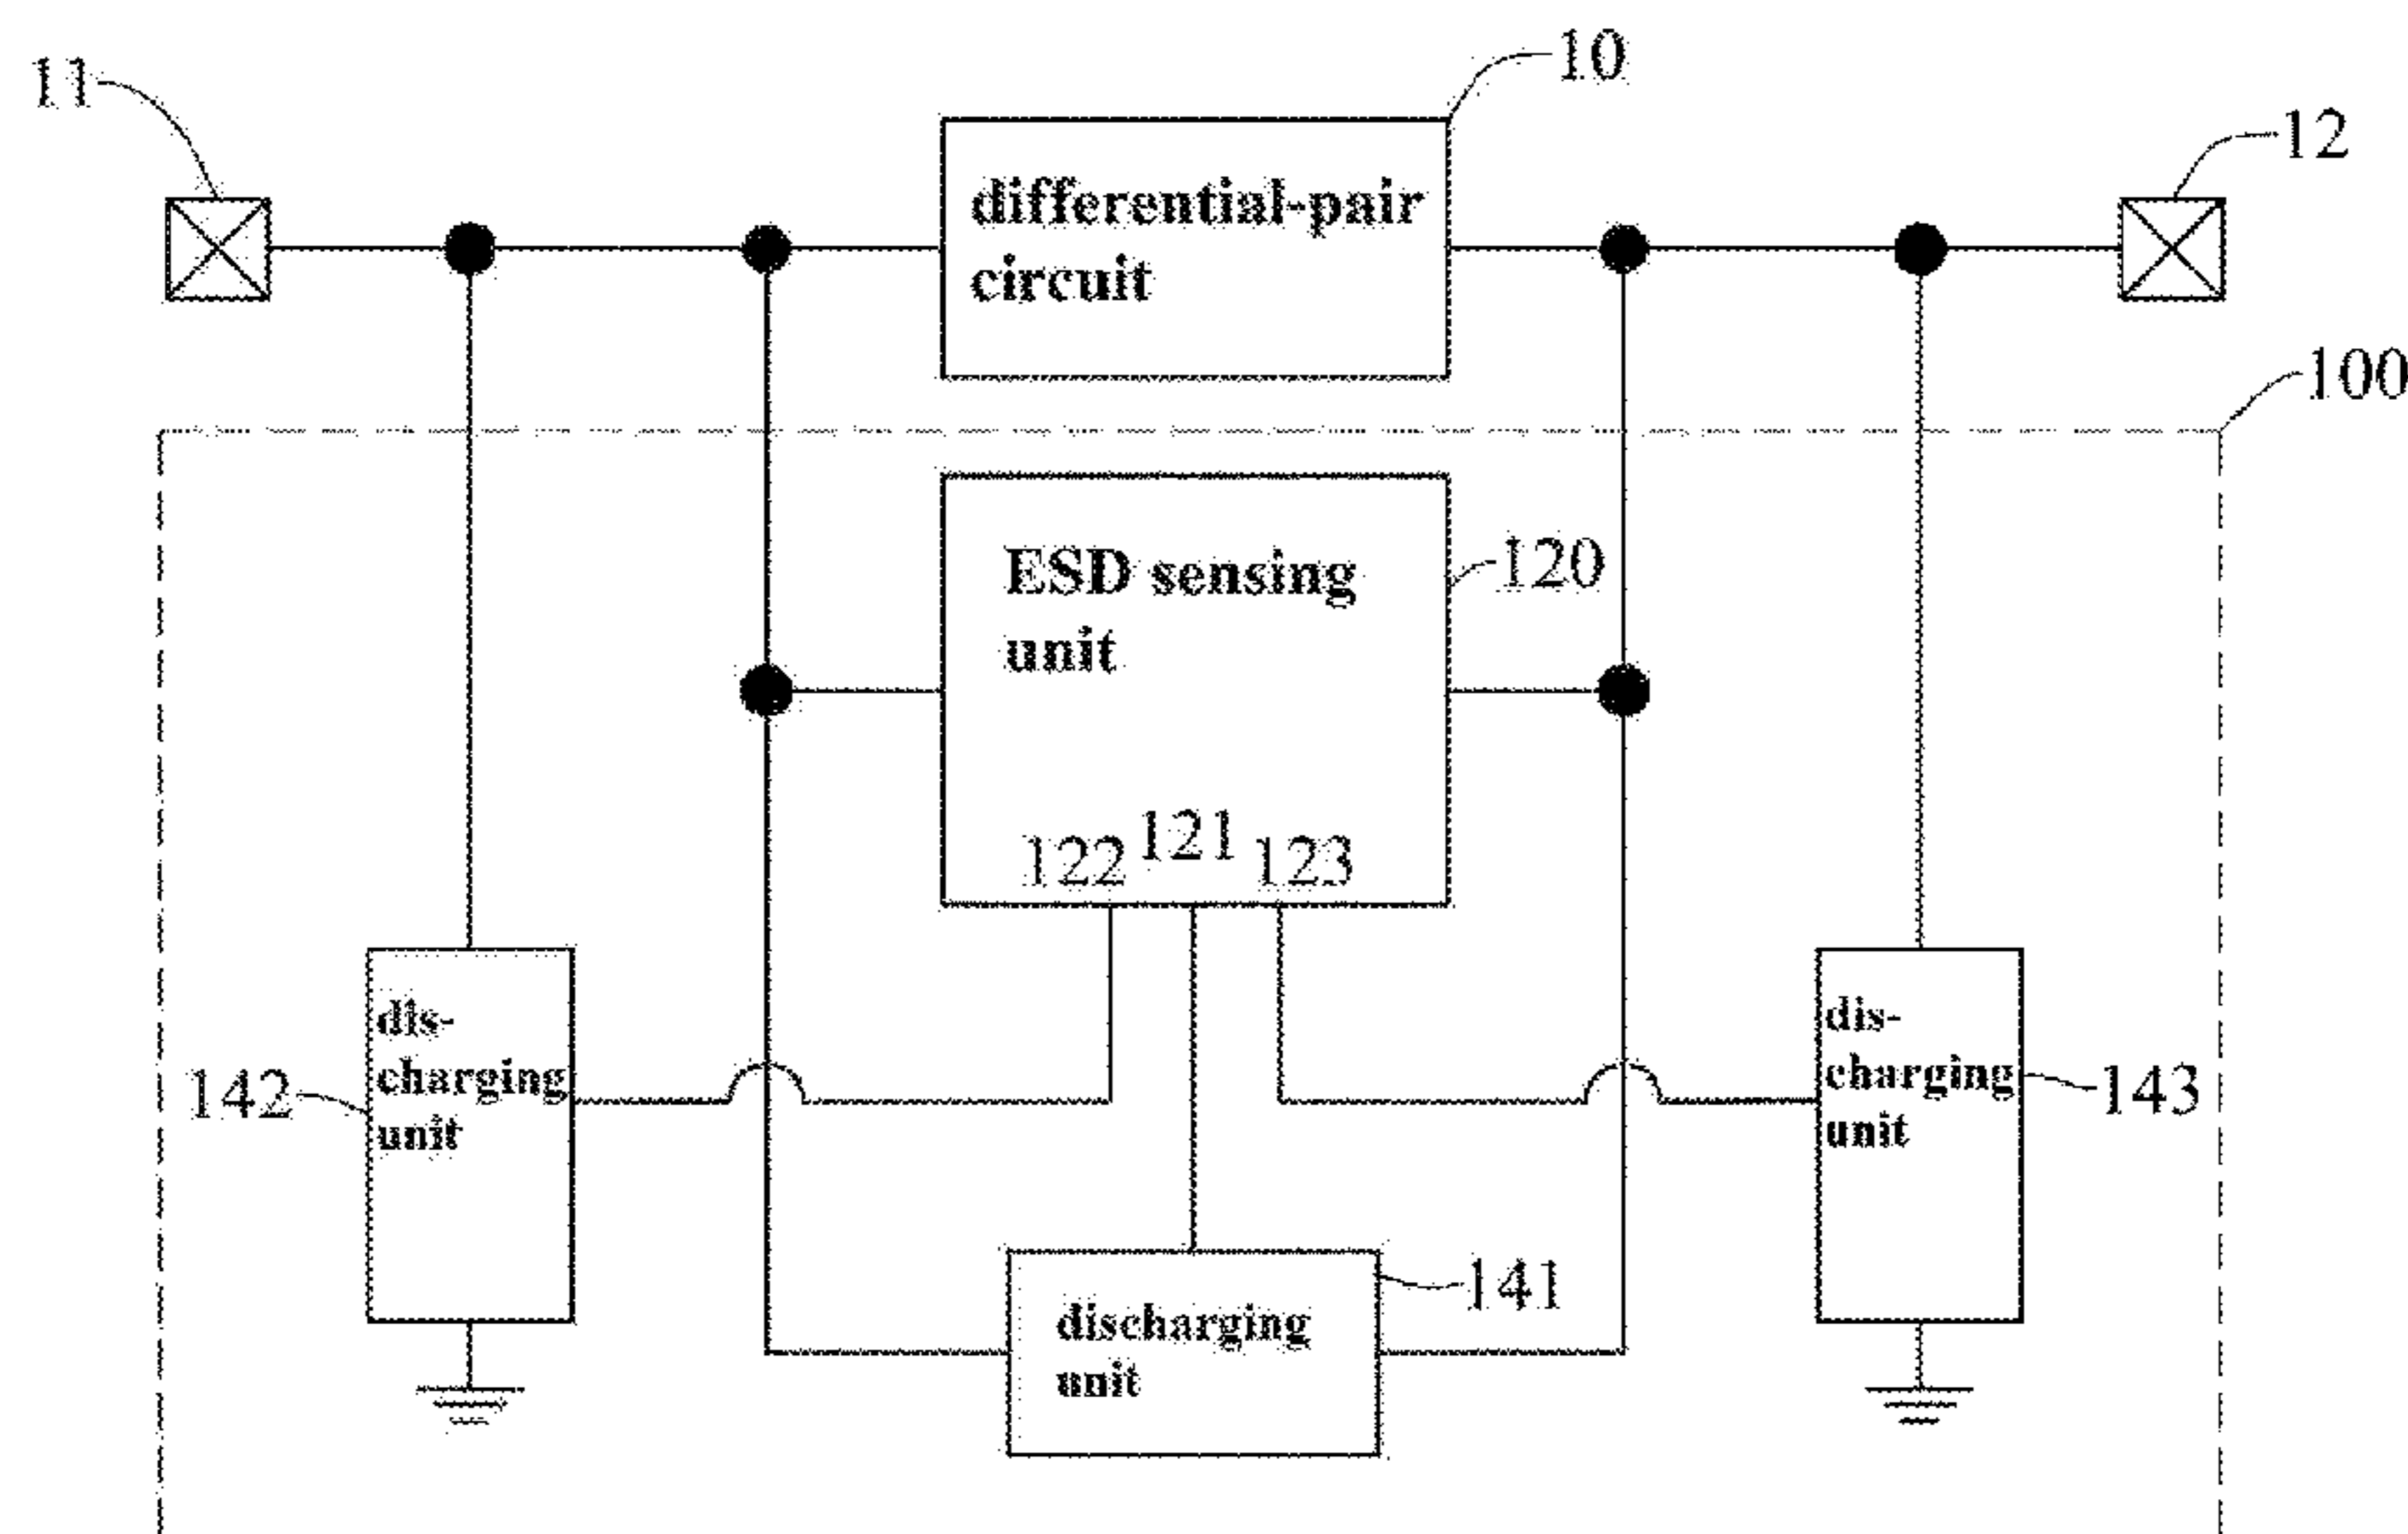 11
10
12
differential-pair
circuit
100
ESD sensing
unit
120
122 121 123
dis-
charging
unit
142
dis-
charging
unit
143
141
discharging
unit